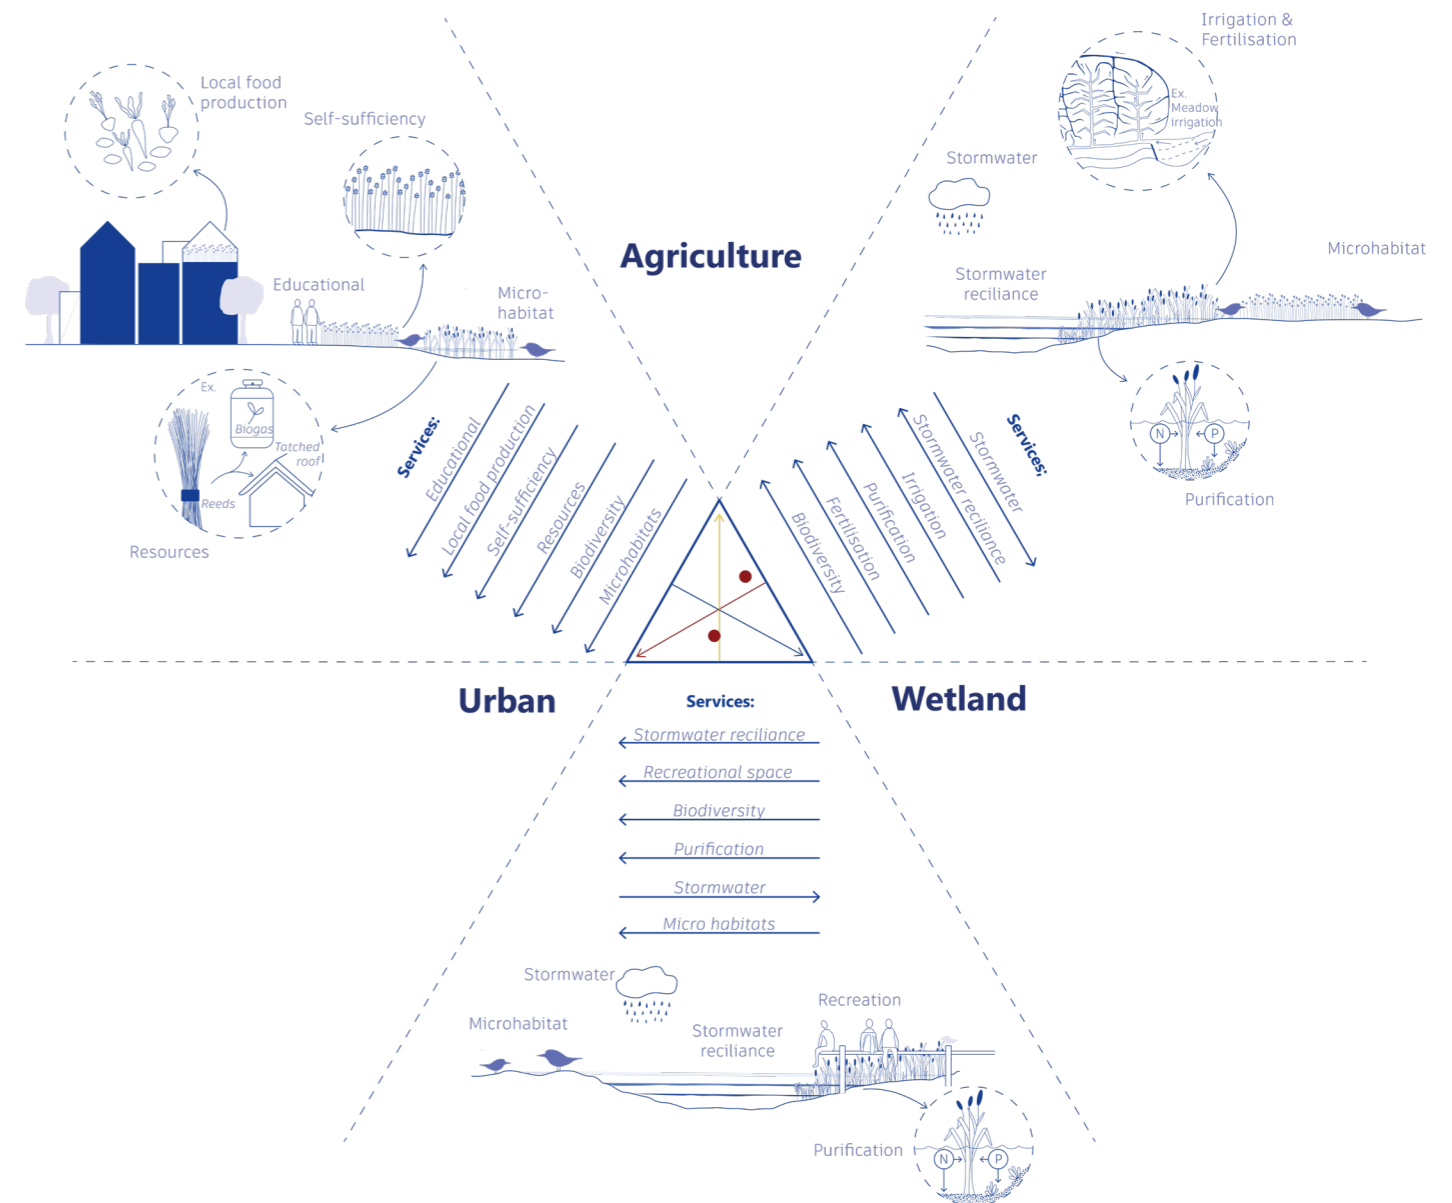 Local food
production
Self-sufficiency
Educational
Micro-
habitat
Ex.
Biogas
Tatched
roof
Reeds
Resources
Agriculture
Irrigation &
Fertilisation
Ex.
Meadow
irrigation
Stormwater
Stormwater
reciliance
Microhabitat
N
P
Purification
Services:
Educational
Local food production
Self-sufficiency
Resources
Biodiversity
Microhabitats
Biodiversity
Fertilisation
Purification
Irrigation
Stormwater reciliance
Stormwater
Services:
Urban
Wetland
Services:
Stormwater reciliance
Recreational space
Biodiversity
Purification
Stormwater
Micro habitats
Stormwater
Microhabitat
Stormwater
reciliance
Recreation
Purification
N
P